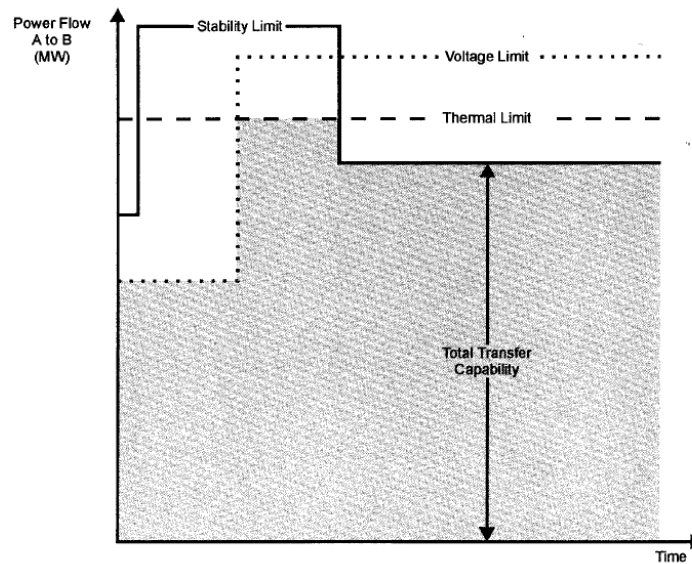 Power Flow
A to B
(MW)
Stability Limit
Voltage Limit
Thermal Limit
Total Transfer
Capability
Time